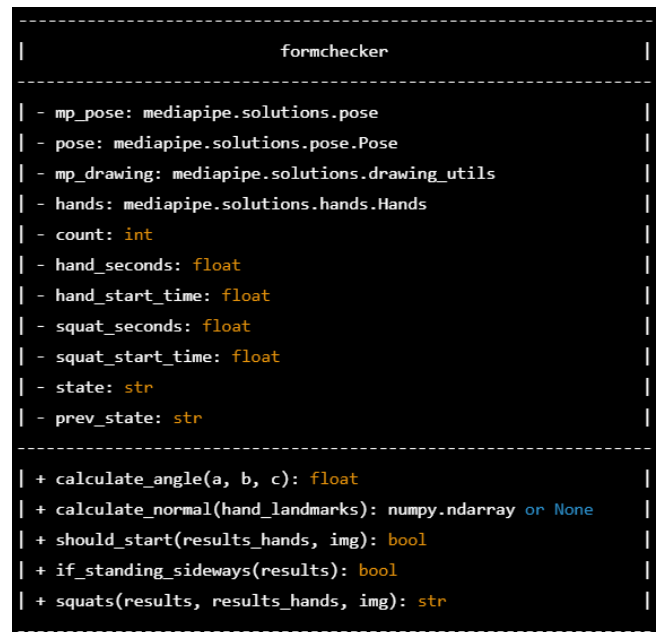 -----------------------------------------------------------------
| formchecker |
-----------------------------------------------------------------
| - mp_pose: mediapipe.solutions.pose |
| - pose: mediapipe.solutions.pose.Pose |
| - mp_drawing: mediapipe.solutions.drawing_utils |
| - hands: mediapipe.solutions.hands.Hands |
| - count: int |
| - hand_seconds: float |
| - hand_start_time: float |
| - squat_seconds: float |
| - squat_start_time: float |
| - state: str |
| - prev_state: str |
-----------------------------------------------------------------
| + calculate_angle(a, b, c): float |
| + calculate_normal(hand_landmarks): numpy.ndarray or None |
| + should_start(results_hands, img): bool |
| + if_standing_sideways(results): bool |
| + squats(results, results_hands, img): str |
-----------------------------------------------------------------